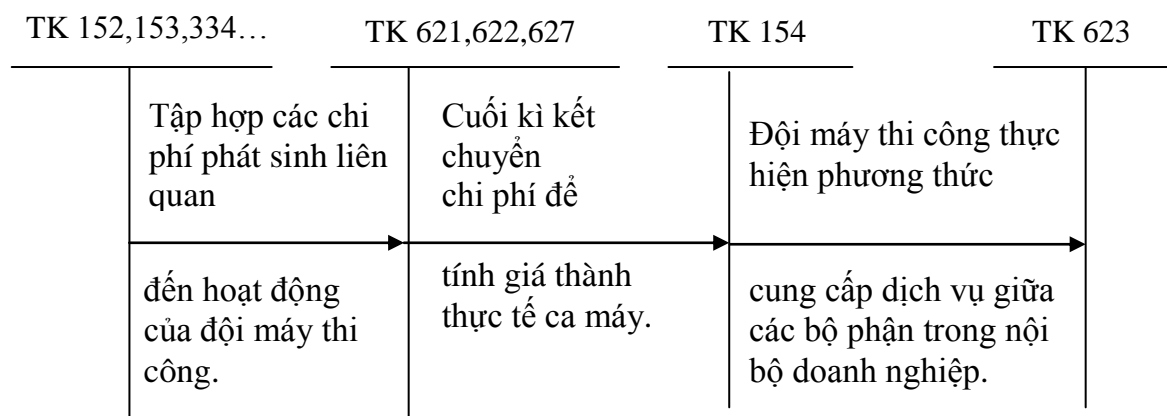 TK 152,153,334… TK 621,622,627 TK 154 TK 623
Tập hợp các chi
phí phát sinh liên
quan
đến hoạt động
của đội máy thi
công.
Cuối kì kết
chuyển
chi phí để
tính giá thành
thực tế ca máy.
Đội máy thi công thực
hiện phương thức
cung cấp dịch vụ giữa
các bộ phận trong nội
bộ doanh nghiệp.